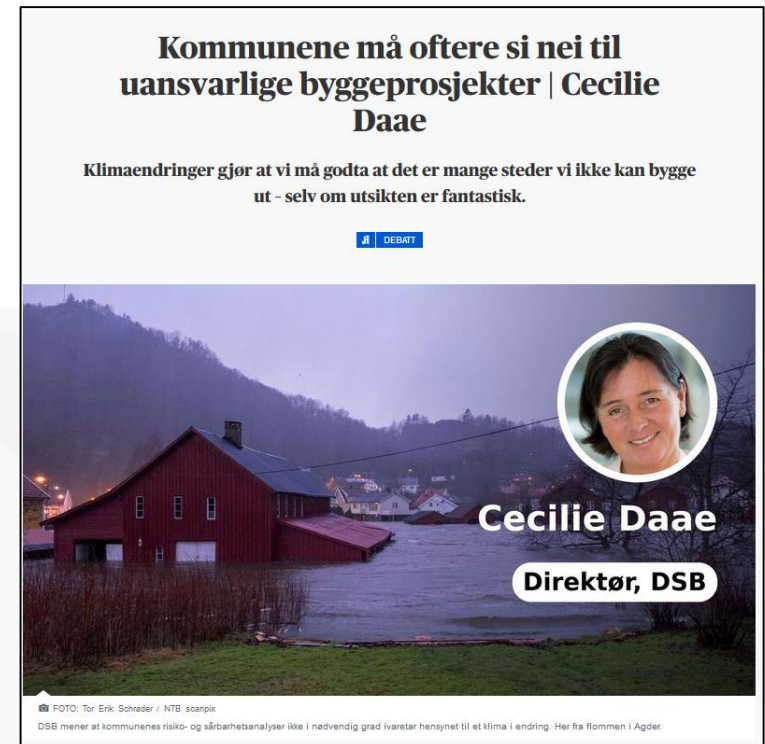 Kommunene må oftere si nei til
uansvarlige byggeprosjekter | Cecilie
Daae
Klimaendringer gjør at vi må godta at det er mange steder vi ikke kan bygge
ut - selv om utsikten er fantastisk.
A DEBATT
Cecilie Daae
Direktør, DSB
FOTO: Tor Erik Schrøder / NTB scanpix
DSB mener at kommunenes risiko- og sårbarhetsanalyser ikke i nødvendig grad ivaretar hensynet til et klima i endring. Her fra flommen i Agder.